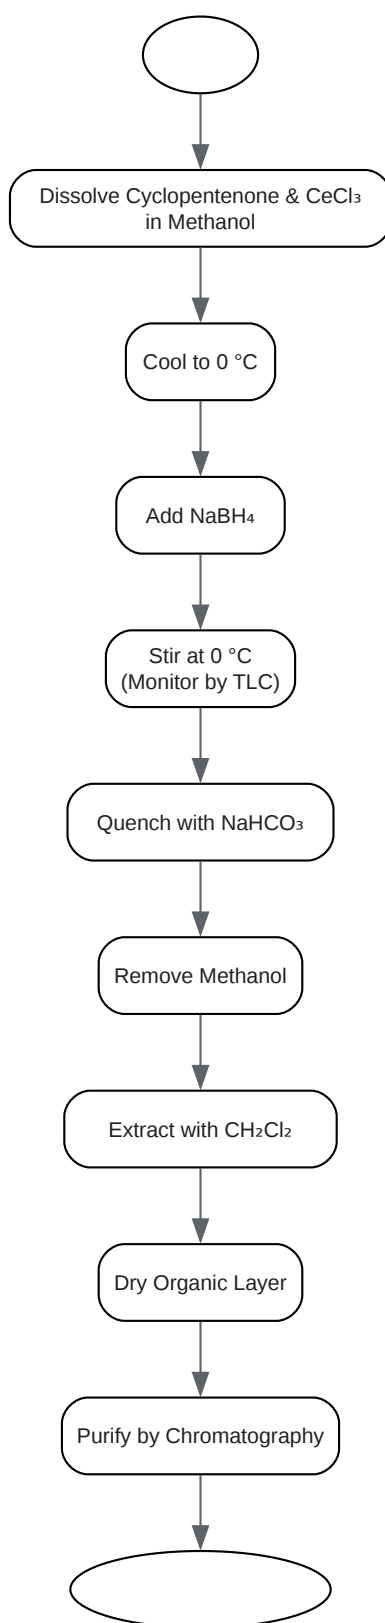 Dissolve Cyclopentenone & CeCl₃
in Methanol
Cool to 0 °C
Add NaBH₄
Stir at 0 °C
(Monitor by TLC)
Quench with NaHCO₃
Remove Methanol
Extract with CH₂Cl₂
Dry Organic Layer
Purify by Chromatography